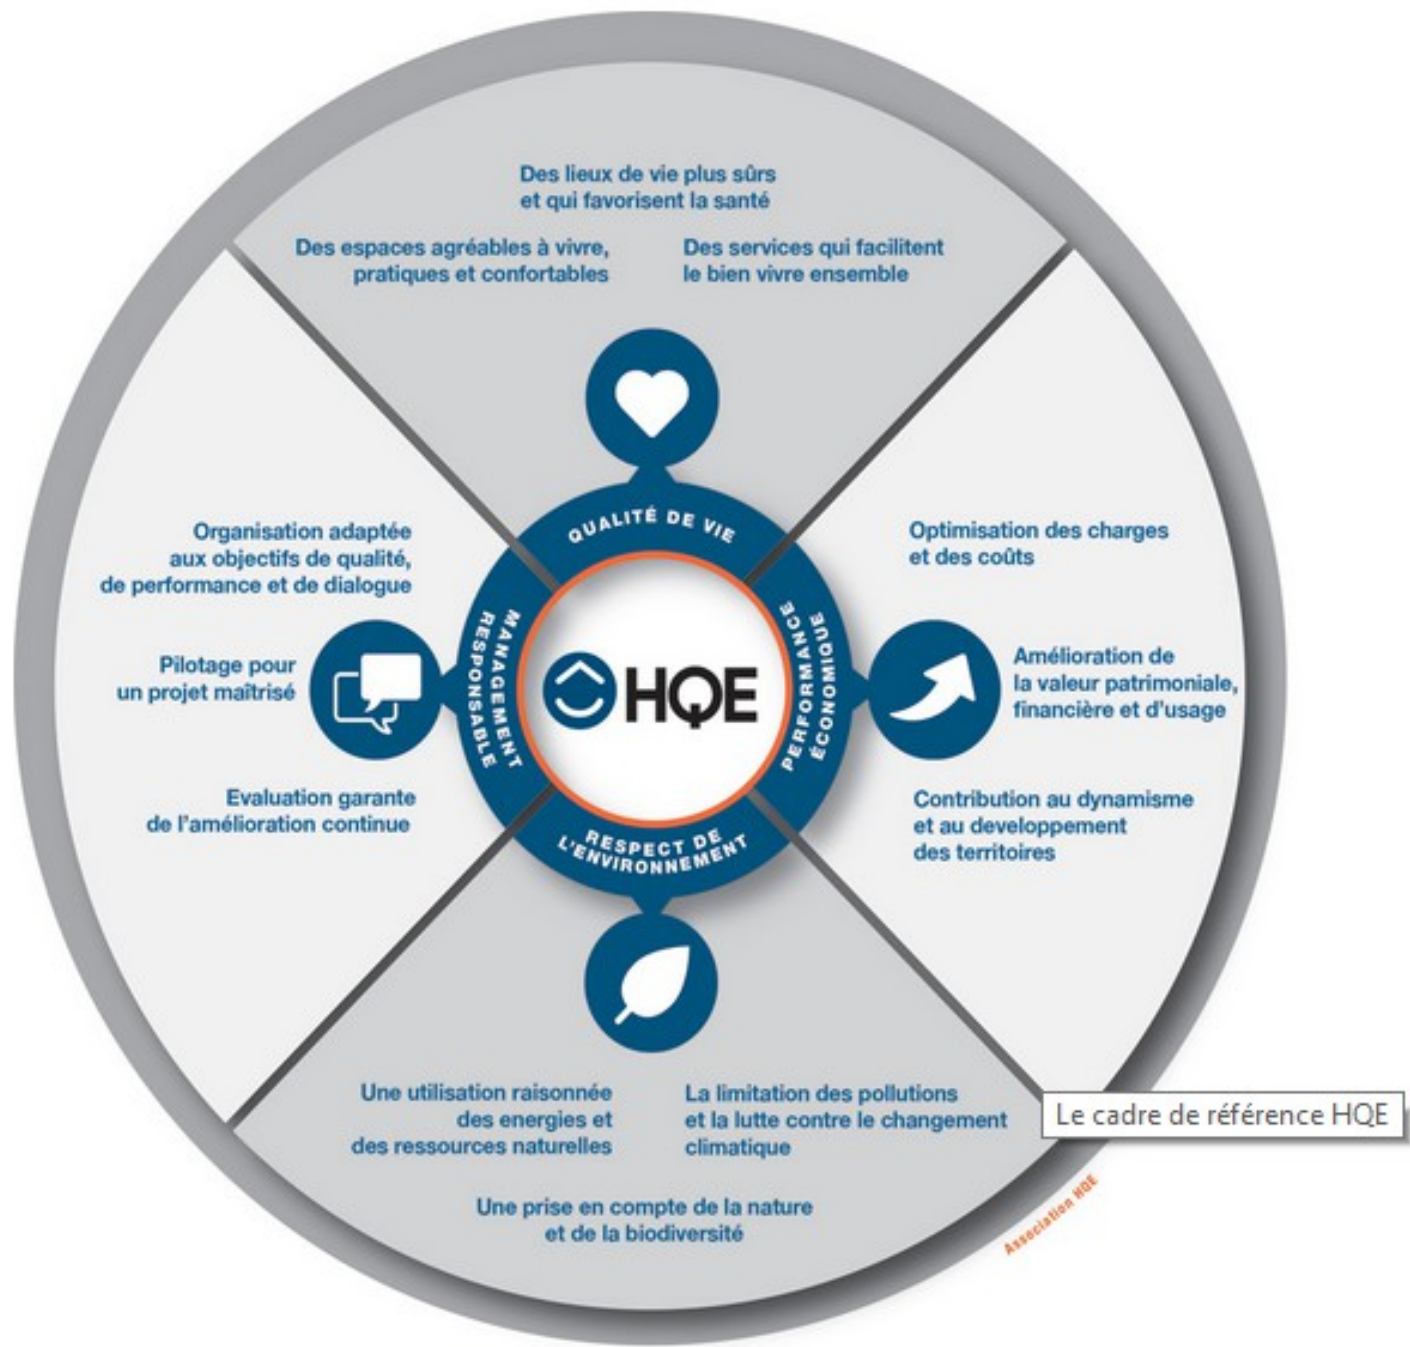 Des lieux de vie plus sûrs
et qui favorisent la santé
Des espaces agréables à vivre,
pratiques et confortables
Des services qui facilitent
le bien vivre ensemble
QUALITÉ DE VIE
Organisation adaptée
aux objectifs de qualité,
de performance et de dialogue
Pilotage pour
un projet maîtrisé
Evaluation garante
de l'amélioration continue
MANAGEMENT
RESPONSABLE
HQE
PERFORMANCE
ÉCONOMIQUE
Optimisation des charges
et des coûts
Amélioration de
la valeur patrimoniale,
financière et d'usage
Contribution au dynamisme
et au developpement
des territoires
RESPECT DE
L'ENVIRONNEMENT
Une utilisation raisonnée
des energies et
des ressources naturelles
La limitation des pollutions
et la lutte contre le changement
climatique
Une prise en compte de la nature
et de la biodiversité
Le cadre de référence HQE
Association HQE